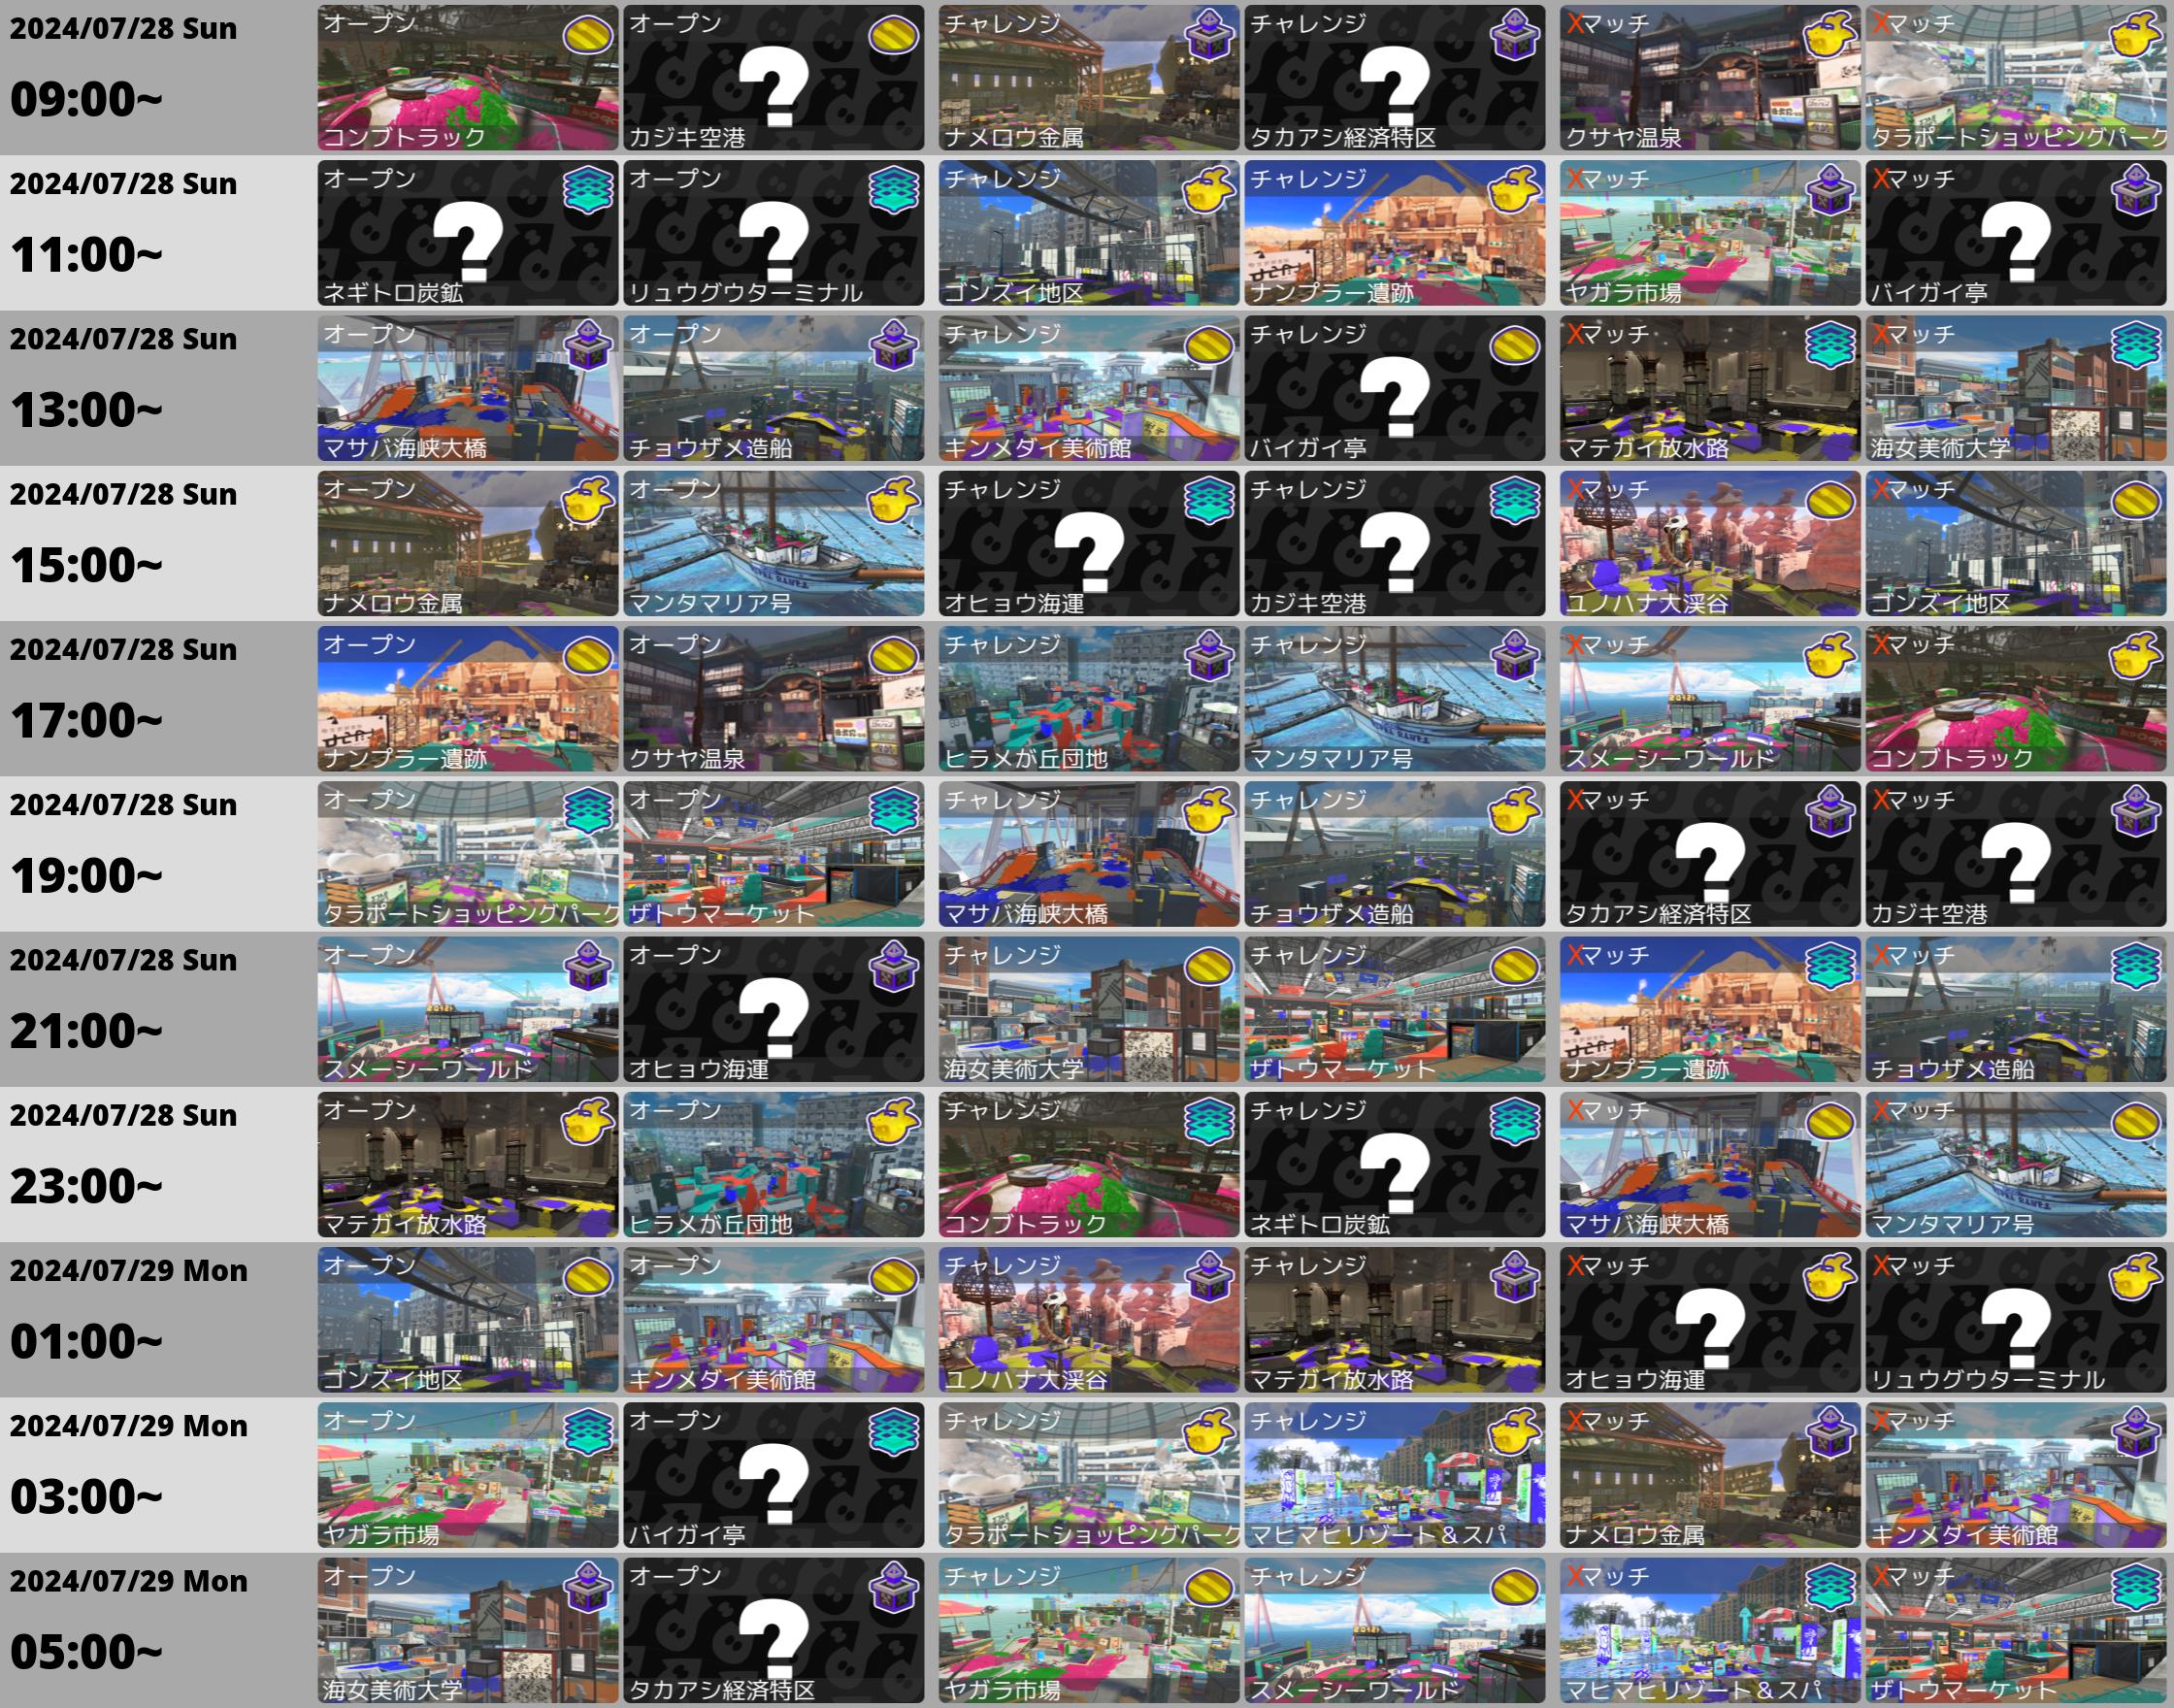 2024/07/28 Sun
09:00~
オープン
コンブトラック
オープン
カジキ空港
チャレンジ
ナメロウ金属
チャレンジ
タカアシ経済特区
Xマッチ
クサヤ温泉
Xマッチ
タラポートショッピングパーク
2024/07/28 Sun
11:00~
オープン
ネギトロ炭鉱
オープン
リュウグウターミナル
チャレンジ
ゴンズイ地区
チャレンジ
ナンプラー遺跡
Xマッチ
ヤガラ市場
Xマッチ
バイガイ亭
2024/07/28 Sun
13:00~
オープン
マサバ海峡大橋
オープン
チョウザメ造船
チャレンジ
キンメダイ美術館
チャレンジ
バイガイ亭
Xマッチ
マテガイ放水路
Xマッチ
海女美術大学
2024/07/28 Sun
15:00~
オープン
ナメロウ金属
オープン
マンタマリア号
チャレンジ
オヒョウ海運
チャレンジ
カジキ空港
Xマッチ
ユノハナ大渓谷
Xマッチ
ゴンズイ地区
2024/07/28 Sun
17:00~
オープン
ナンプラー遺跡
オープン
クサヤ温泉
チャレンジ
ヒラメが丘団地
チャレンジ
マンタマリア号
Xマッチ
スメーシーワールド
Xマッチ
コンブトラック
2024/07/28 Sun
19:00~
オープン
タラポートショッピングパーク
オープン
ザトウマーケット
チャレンジ
マサバ海峡大橋
チャレンジ
チョウザメ造船
Xマッチ
タカアシ経済特区
Xマッチ
カジキ空港
2024/07/28 Sun
21:00~
オープン
スメーシーワールド
オープン
オヒョウ海運
チャレンジ
海女美術大学
チャレンジ
ザトウマーケット
Xマッチ
ナンプラー遺跡
Xマッチ
チョウザメ造船
2024/07/28 Sun
23:00~
オープン
マテガイ放水路
オープン
ヒラメが丘団地
チャレンジ
コンブトラック
チャレンジ
ネギトロ炭鉱
Xマッチ
マサバ海峡大橋
Xマッチ
マンタマリア号
2024/07/29 Mon
01:00~
オープン
ゴンズイ地区
オープン
キンメダイ美術館
チャレンジ
ユノハナ大渓谷
チャレンジ
マテガイ放水路
Xマッチ
オヒョウ海運
Xマッチ
リュウグウターミナル
2024/07/29 Mon
03:00~
オープン
ヤガラ市場
オープン
バイガイ亭
チャレンジ
タラポートショッピングパーク
チャレンジ
マヒマヒリゾート＆スパ
Xマッチ
ナメロウ金属
Xマッチ
キンメダイ美術館
2024/07/29 Mon
05:00~
オープン
海女美術大学
オープン
タカアシ経済特区
チャレンジ
ヤガラ市場
チャレンジ
スメーシーワールド
Xマッチ
マヒマヒリゾート＆スパ
Xマッチ
ザトウマーケット